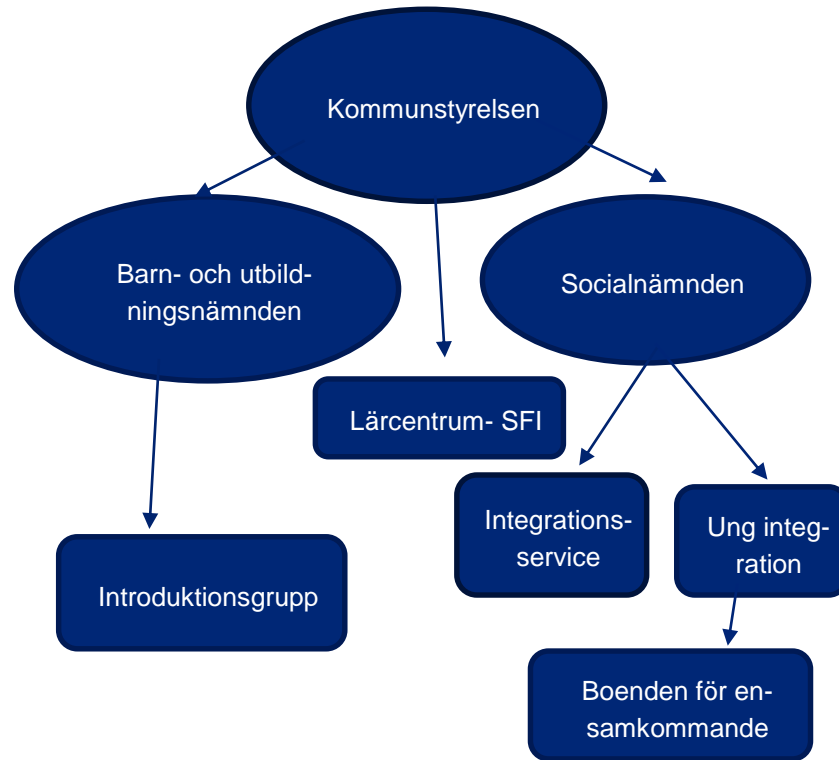 Kommunstyrelsen
Barn- och utbild-
ningsnämnden
Socialnämnden
Lärcentrum- SFI
Integrations-
service
Ung integ-
ration
Introduktionsgrupp
Boenden för en-
samkommande